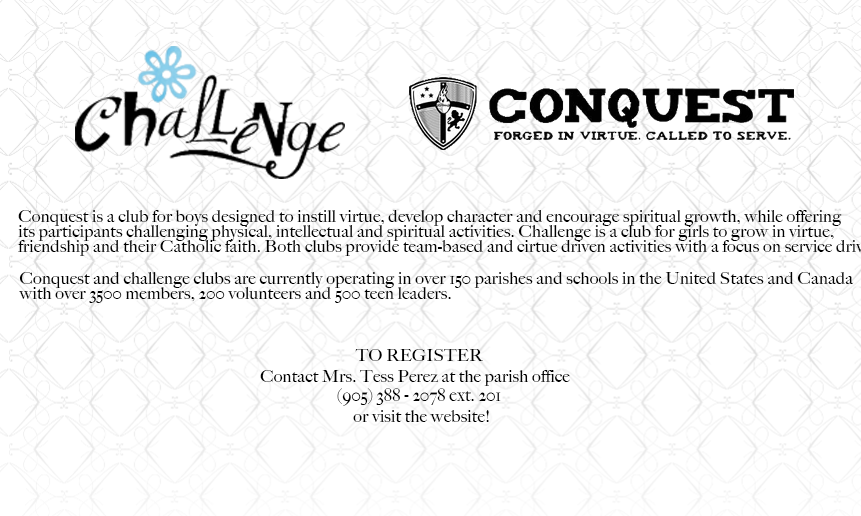 Challenge
CONQUEST
FORGED IN VIRTUE. CALLED TO SERVE.
Conquest is a club for boys designed to instill virtue, develop character and encourage spiritual growth, while offering
its participants challenging physical, intellectual and spiritual activities. Challenge is a club for girls to grow in virtue,
friendship and their Catholic faith. Both clubs provide team-based and cirtue driven activities with a focus on service driv
Conquest and challenge clubs are currently operating in over 150 parishes and schools in the United States and Canada
with over 3500 members, 200 volunteers and 500 teen leaders.
TO REGISTER
Contact Mrs. Tess Perez at the parish office
(905) 388 - 2078 ext. 201
or visit the website!